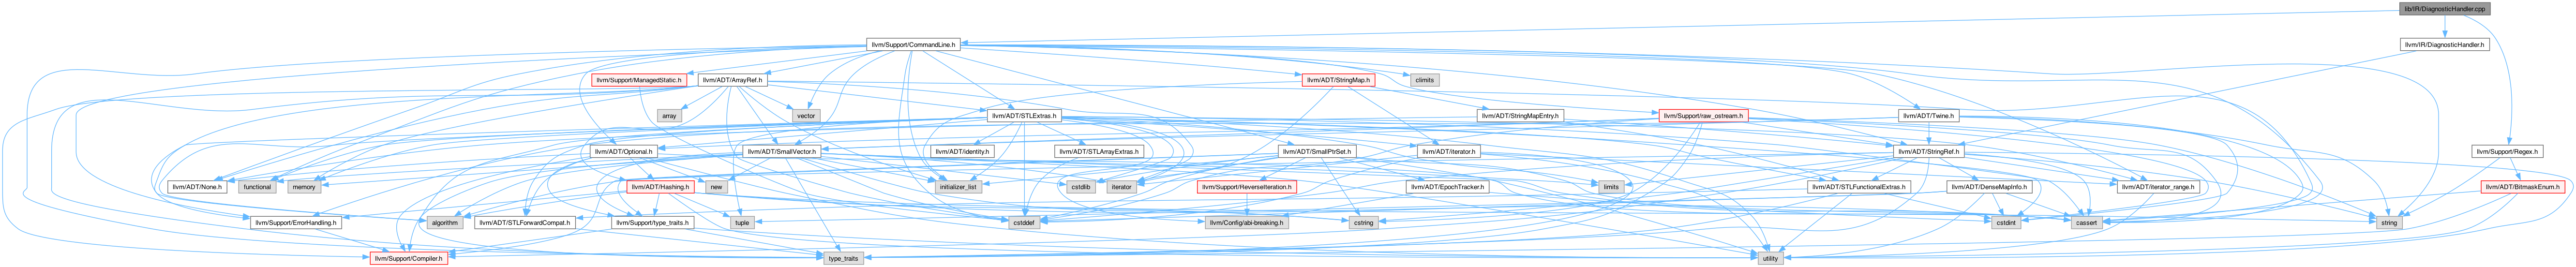 lib/IR/DiagnosticHandler.cpp
llvm/Support/CommandLine.h
llvm/IR/DiagnosticHandler.h
llvm/Support/ManagedStatic.h
llvm/ADT/ArrayRef.h
llvm/ADT/StringMap.h
climits
array
vector
llvm/ADT/STLExtras.h
llvm/ADT/StringMapEntry.h
llvm/Support/raw_ostream.h
llvm/ADT/Twine.h
llvm/ADT/Optional.h
llvm/ADT/SmallVector.h
llvm/ADT/identity.h
llvm/ADT/STLArrayExtras.h
llvm/ADT/SmallPtrSet.h
llvm/ADT/iterator.h
llvm/ADT/StringRef.h
llvm/Support/Regex.h
llvm/ADT/None.h
functional
memory
llvm/ADT/Hashing.h
new
initializer_list
cstdlib
iterator
llvm/Support/ReverseIteration.h
llvm/ADT/EpochTracker.h
limits
llvm/ADT/STLFunctionalExtras.h
llvm/ADT/DenseMapInfo.h
llvm/ADT/iterator_range.h
llvm/ADT/BitmaskEnum.h
llvm/Support/ErrorHandling.h
algorithm
llvm/ADT/STLForwardCompat.h
llvm/Support/type_traits.h
tuple
cstddef
llvm/Config/abi-breaking.h
cstring
cstdint
cassert
string
llvm/Support/Compiler.h
type_traits
utility